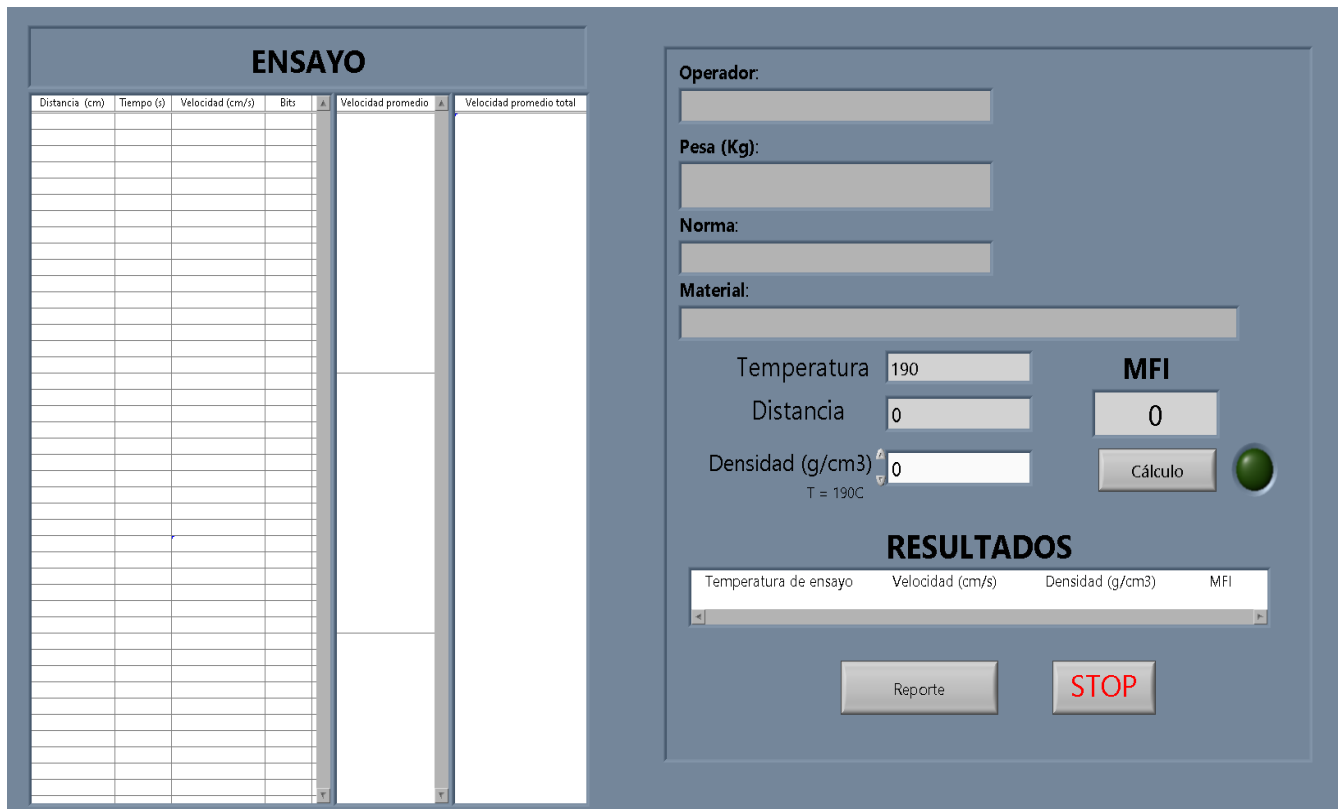 ENSAYO
Distancia (cm) Tiempo (s) Velocidad (cm/s) Bits Velocidad promedio Velocidad promedio total
Operador:
Pesa (Kg):
Norma:
Material:
Temperatura 190
MFI
Distancia 0
0
Densidad (g/cm3) 0
T = 190C
Cálculo
RESULTADOS
Temperatura de ensayo Velocidad (cm/s) Densidad (g/cm3) MFI
Reporte
STOP